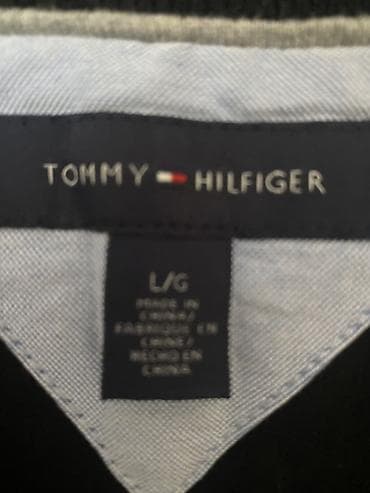 TOMMY HILFIGER
L/G
MADE IN
CHINA/
FABRIQUE EN
CHINE/
HECHO EN
CHINA